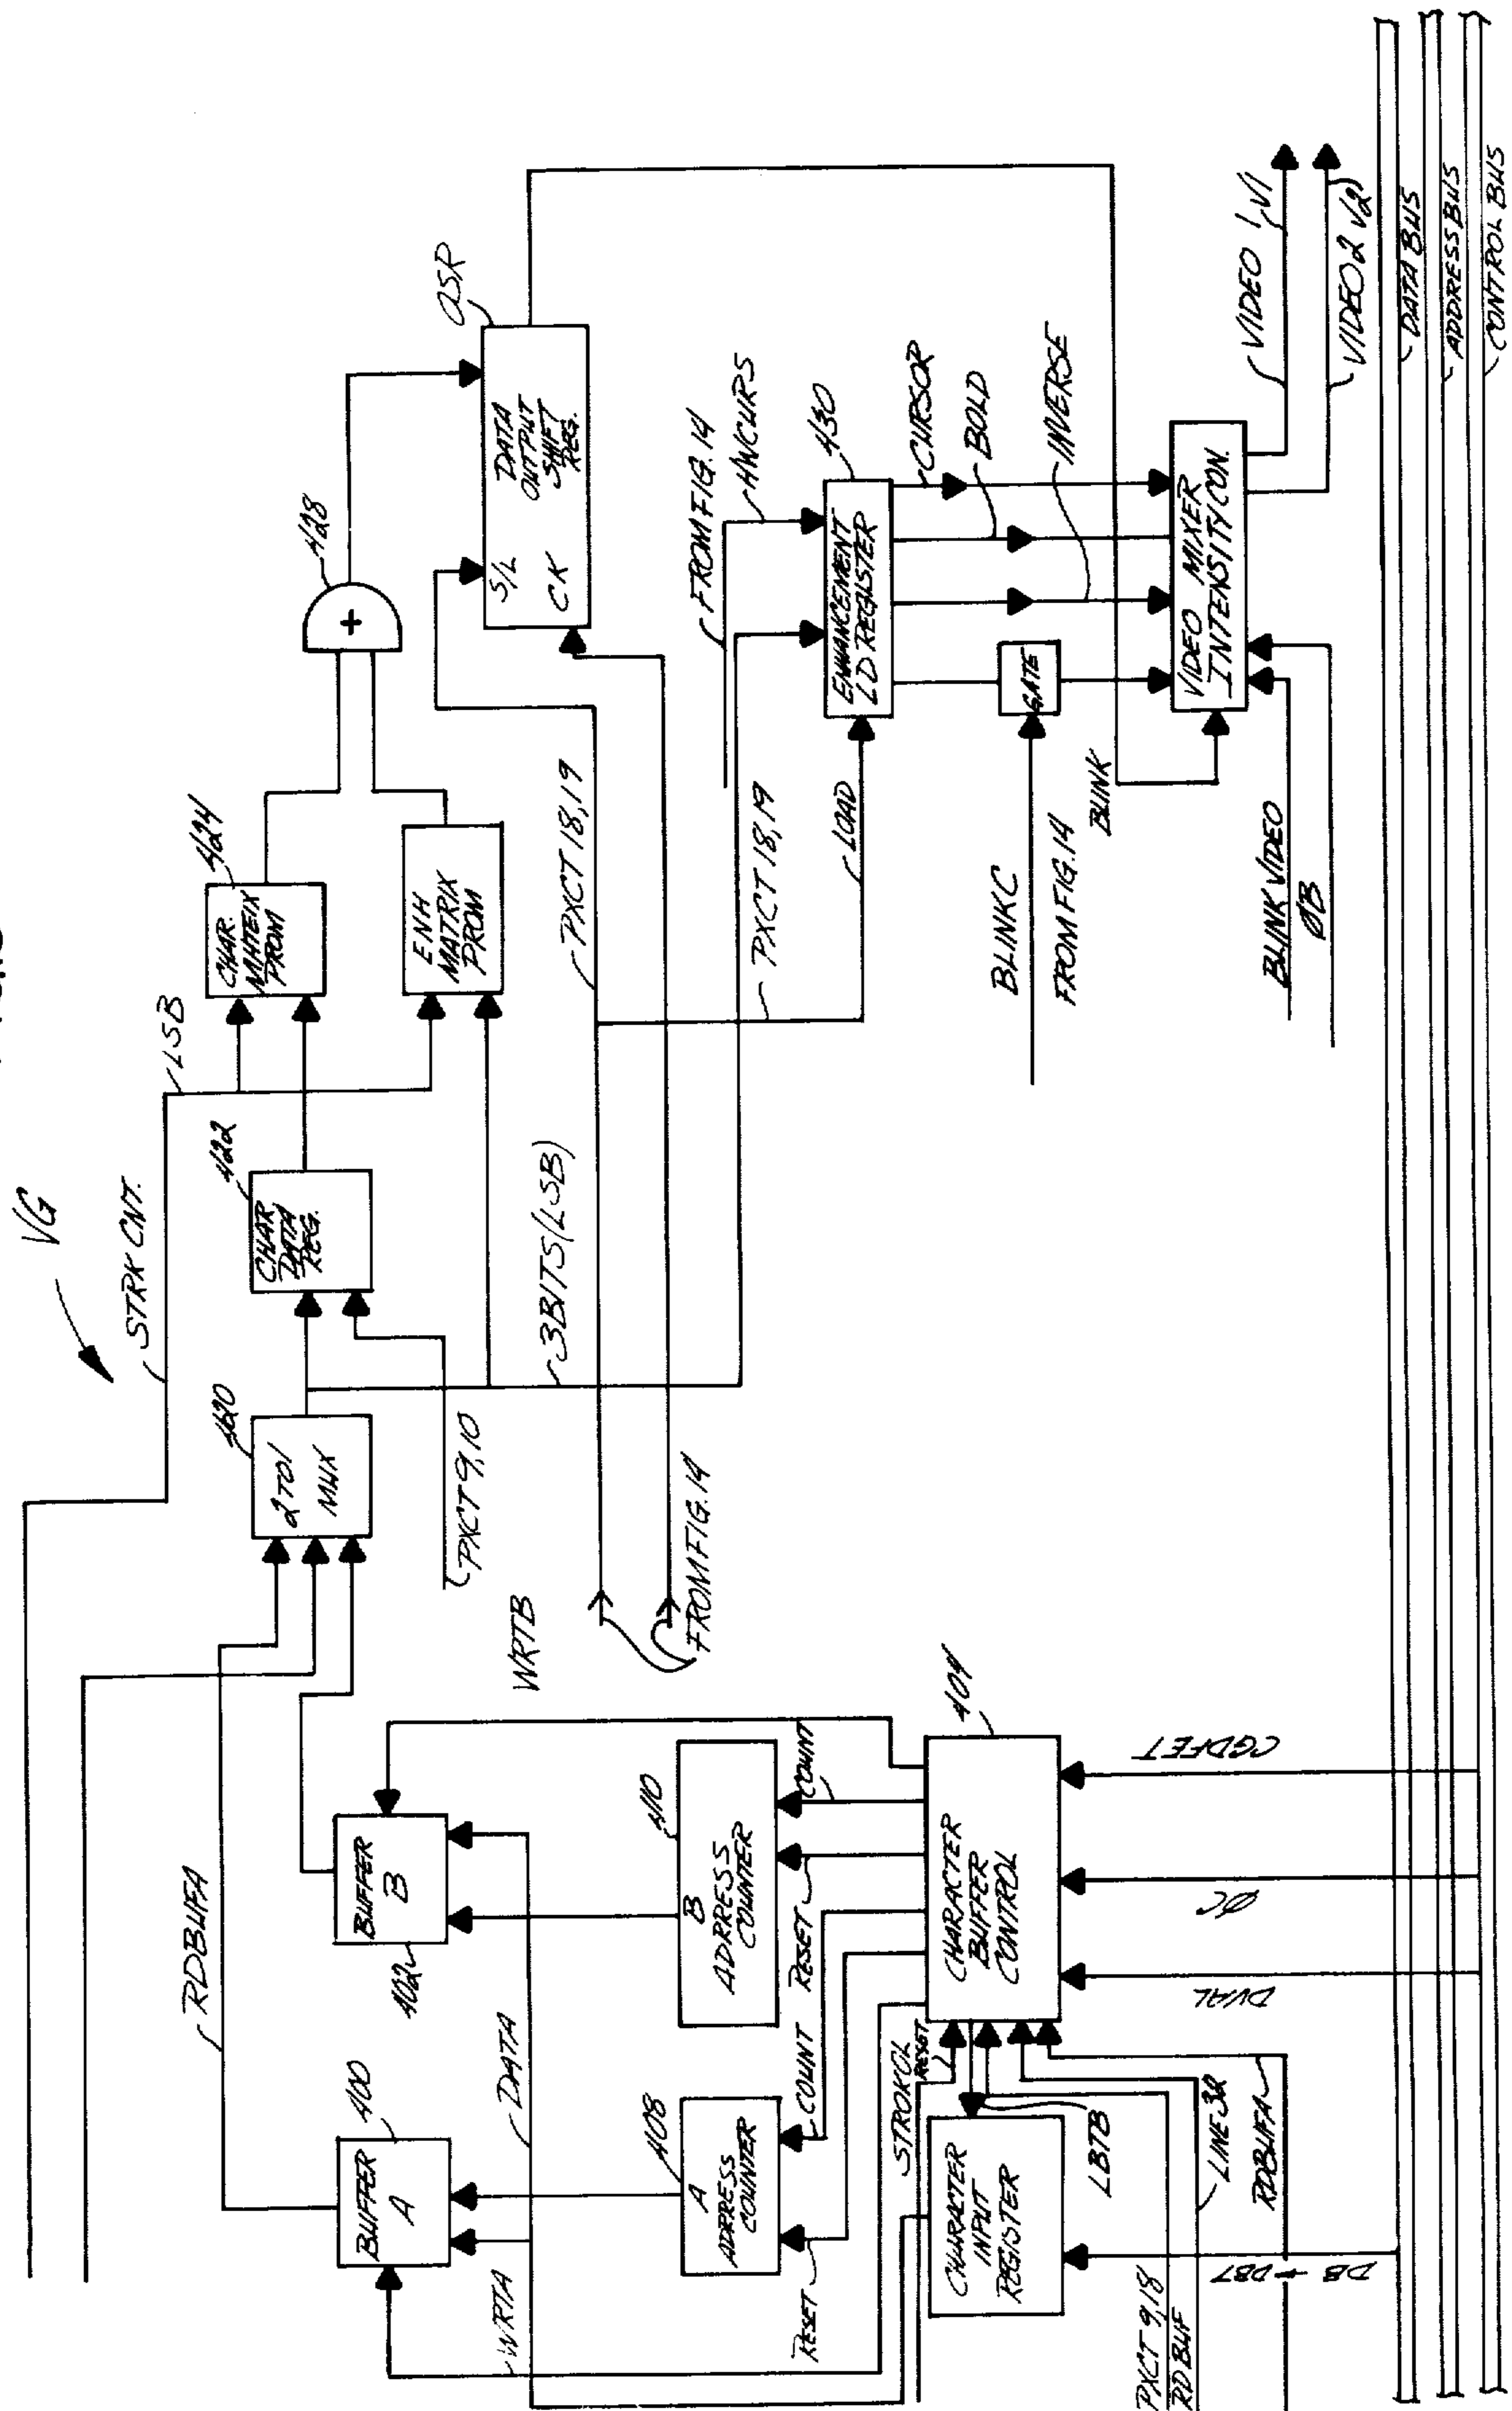 VG
STRK CNT.
LSB
RDBUFA
400
BUFFER
A
402
BUFFER
B
WRTA
DATA
WRTB
408
A
ADRRESS
COUNTER
410
B
ADRRESS
COUNTER
RESET
COUNT
RESET
COUNT
404
CHARACTER
BUFFER
CONTROL
STROKCL
RESET
CHARACTER
INPUT
REGISTER
LBTB
PXCT 9,18
RD BUF
LINE 32
RDBUFA
DB → DB7
DVAL
ØC
CGDFET
420
2 TO 1
MUX
PXCT 9,10
422
CHAR
DATA
REG.
3BITS(LSB)
FROM FIG. 14
424
CHAR.
MATEIX
PROM
ENH
MATRIX
PROM
428
+
PXCT 18,19
OSR
S/L
CK
DATA
OUTPUT
SHIFT
REG.
PXCT 18,19
LOAD
FROM FIG. 14
HWCURS
430
ENHANCEMENT
LD REGISTER
CURSOR
BOLD
INVERSE
GATE
BLINKC
FROM FIG. 14
BLINK
VIDEO MIXER
INTENSITY CON.
BLINK VIDEO
ØB
VIDEO 1 V1
VIDEO 2 V2
DATA BUS
ADDRESS BUS
CONTROL BUS